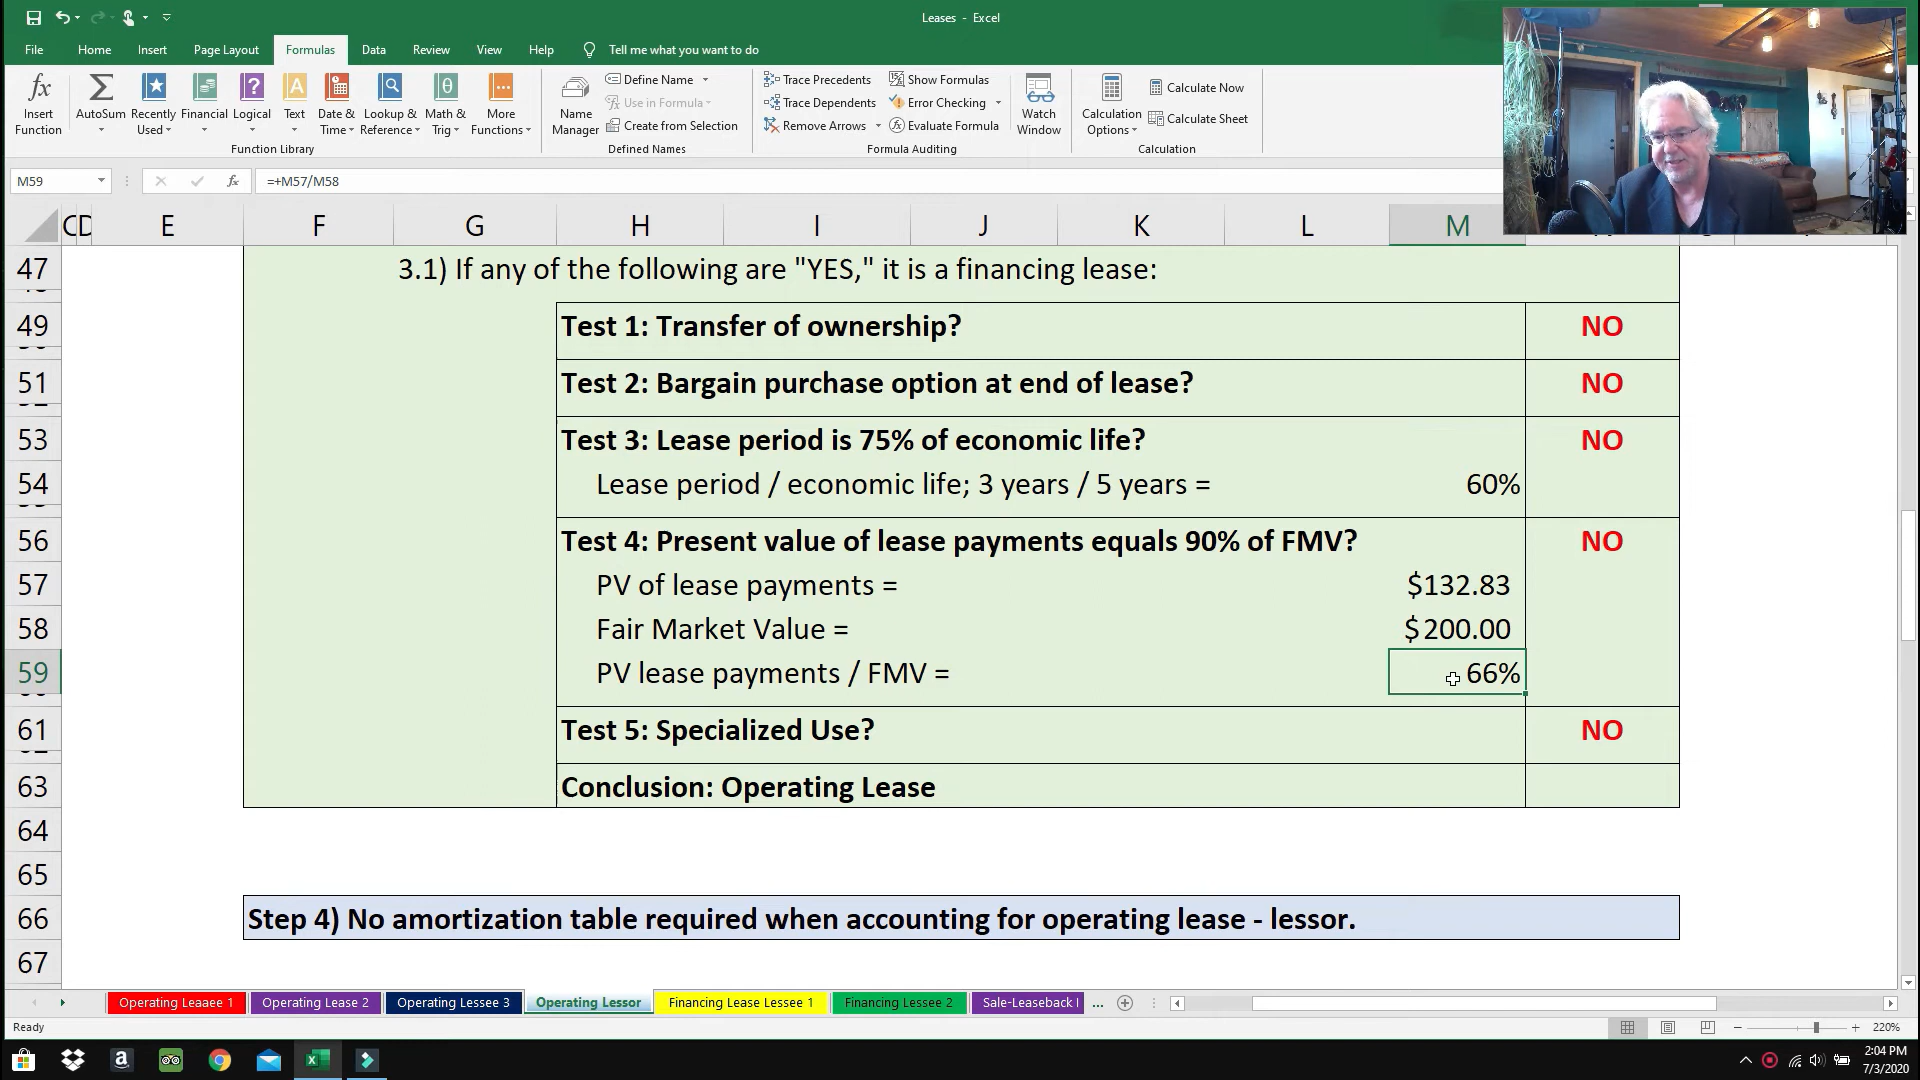 Leases - Excel
File Home Insert Page Layout Formulas Data Review View Help Tell me what you want to do
Insert Function
AutoSum
Recently Used
Financial
Logical
Text
Date & Time
Lookup & Reference
Math & Trig
More Functions
Function Library
Name Manager
Define Name
Use in Formula
Create from Selection
Defined Names
Trace Precedents
Trace Dependents
Remove Arrows
Show Formulas
Error Checking
Evaluate Formula
Formula Auditing
Watch Window
Calculation Options
Calculate Now
Calculate Sheet
Calculation
M59 fx =+M57/M58
C D E F G H I J K L M
47 3.1) If any of the following are "YES," it is a financing lease:
49 Test 1: Transfer of ownership? NO
51 Test 2: Bargain purchase option at end of lease? NO
53 Test 3: Lease period is 75% of economic life? NO
54 Lease period / economic life; 3 years / 5 years = 60%
56 Test 4: Present value of lease payments equals 90% of FMV? NO
57 PV of lease payments = $132.83
58 Fair Market Value = $200.00
59 PV lease payments / FMV = 66%
61 Test 5: Specialized Use? NO
63 Conclusion: Operating Lease
64
65
66 Step 4) No amortization table required when accounting for operating lease - lessor.
67
Operating Leaaee 1 Operating Lease 2 Operating Lessee 3 Operating Lessor Financing Lease Lessee 1 Financing Lessee 2 Sale-Leaseback I ...
Ready 220%
2:04 PM
7/3/2020